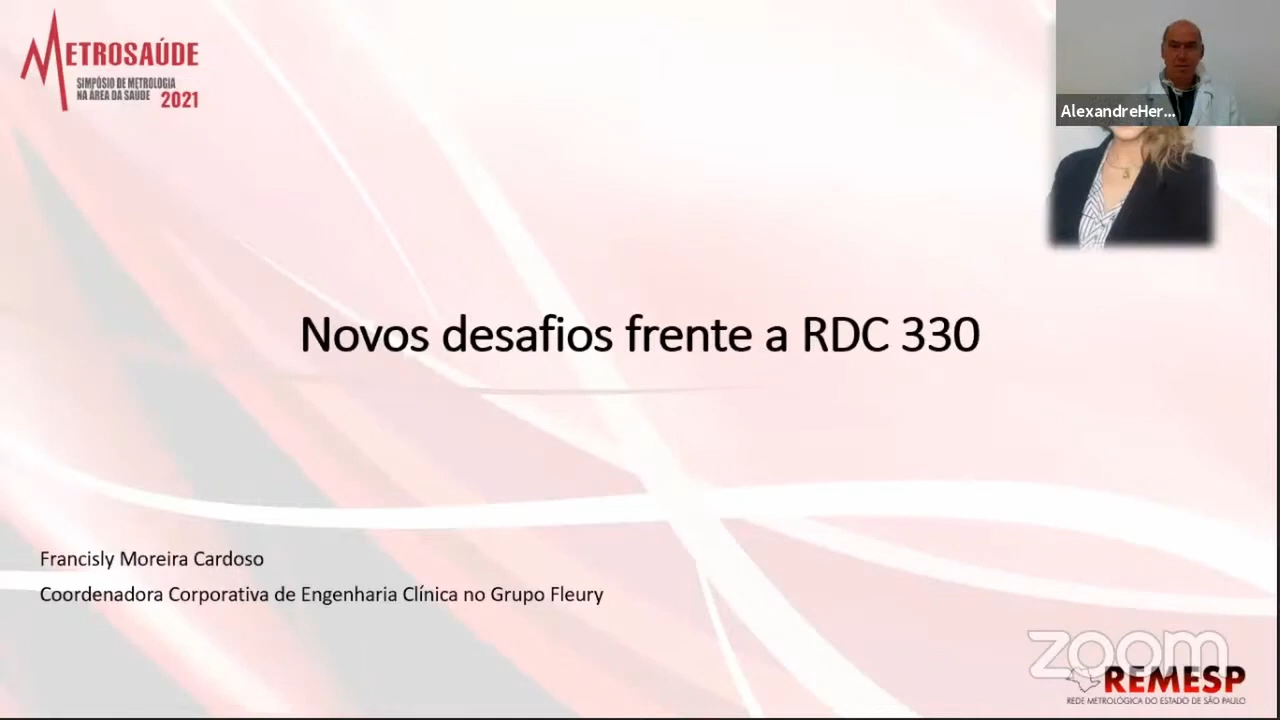 METROSAÚDE
SIMPÓSIO DE METROLOGIA
NA ÁREA DA SAÚDE 2021
AlexandreHer...
Novos desafios frente a RDC 330
Francisly Moreira Cardoso
Coordenadora Corporativa de Engenharia Clínica no Grupo Fleury
zoom
REMESP
REDE METROLÓGICA DO ESTADO DE SÃO PAULO